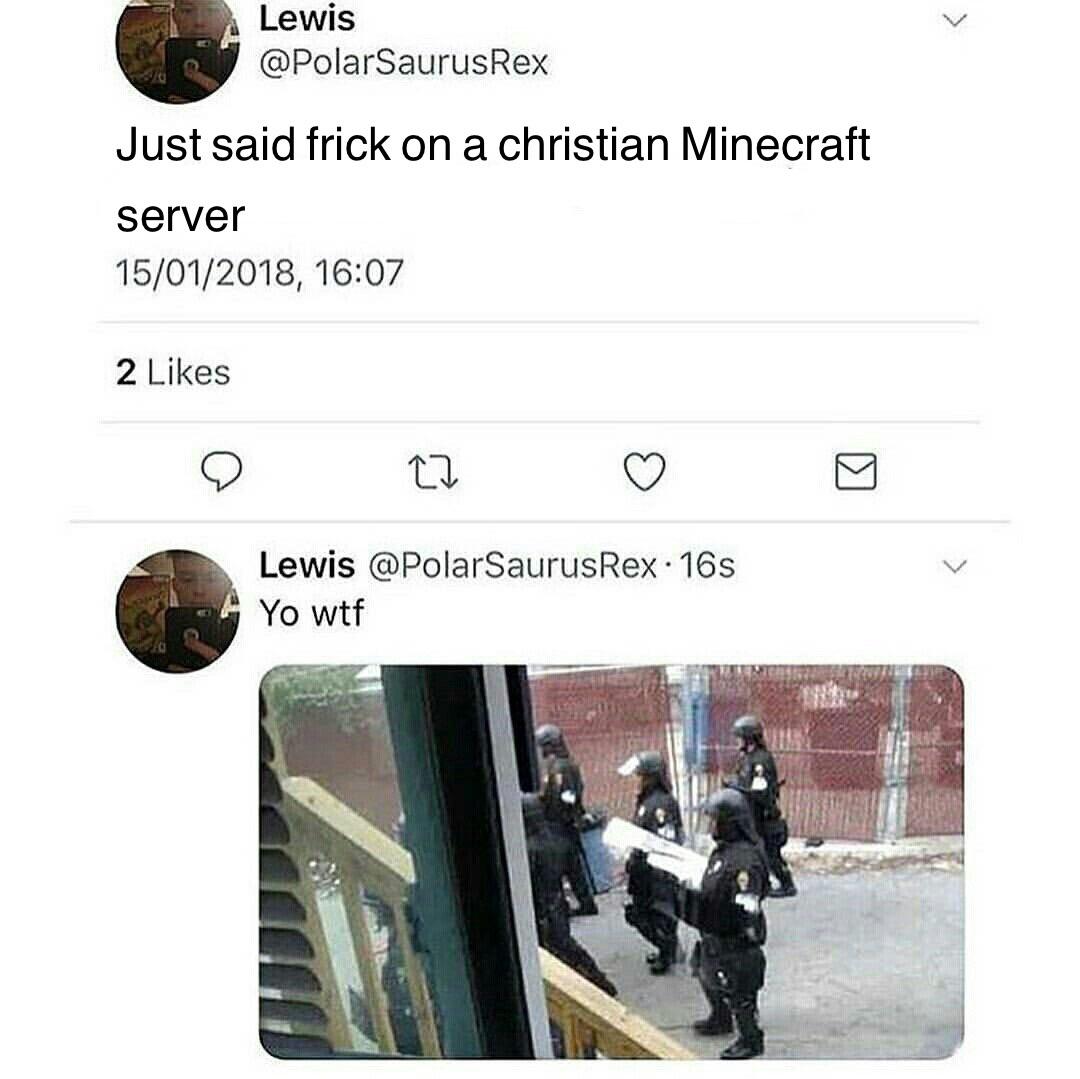 Lewis
@PolarSaurusRex
Just said frick on a christian Minecraft
server
15/01/2018, 16:07
2 Likes
Lewis @PolarSaurusRex · 16s
Yo wtf